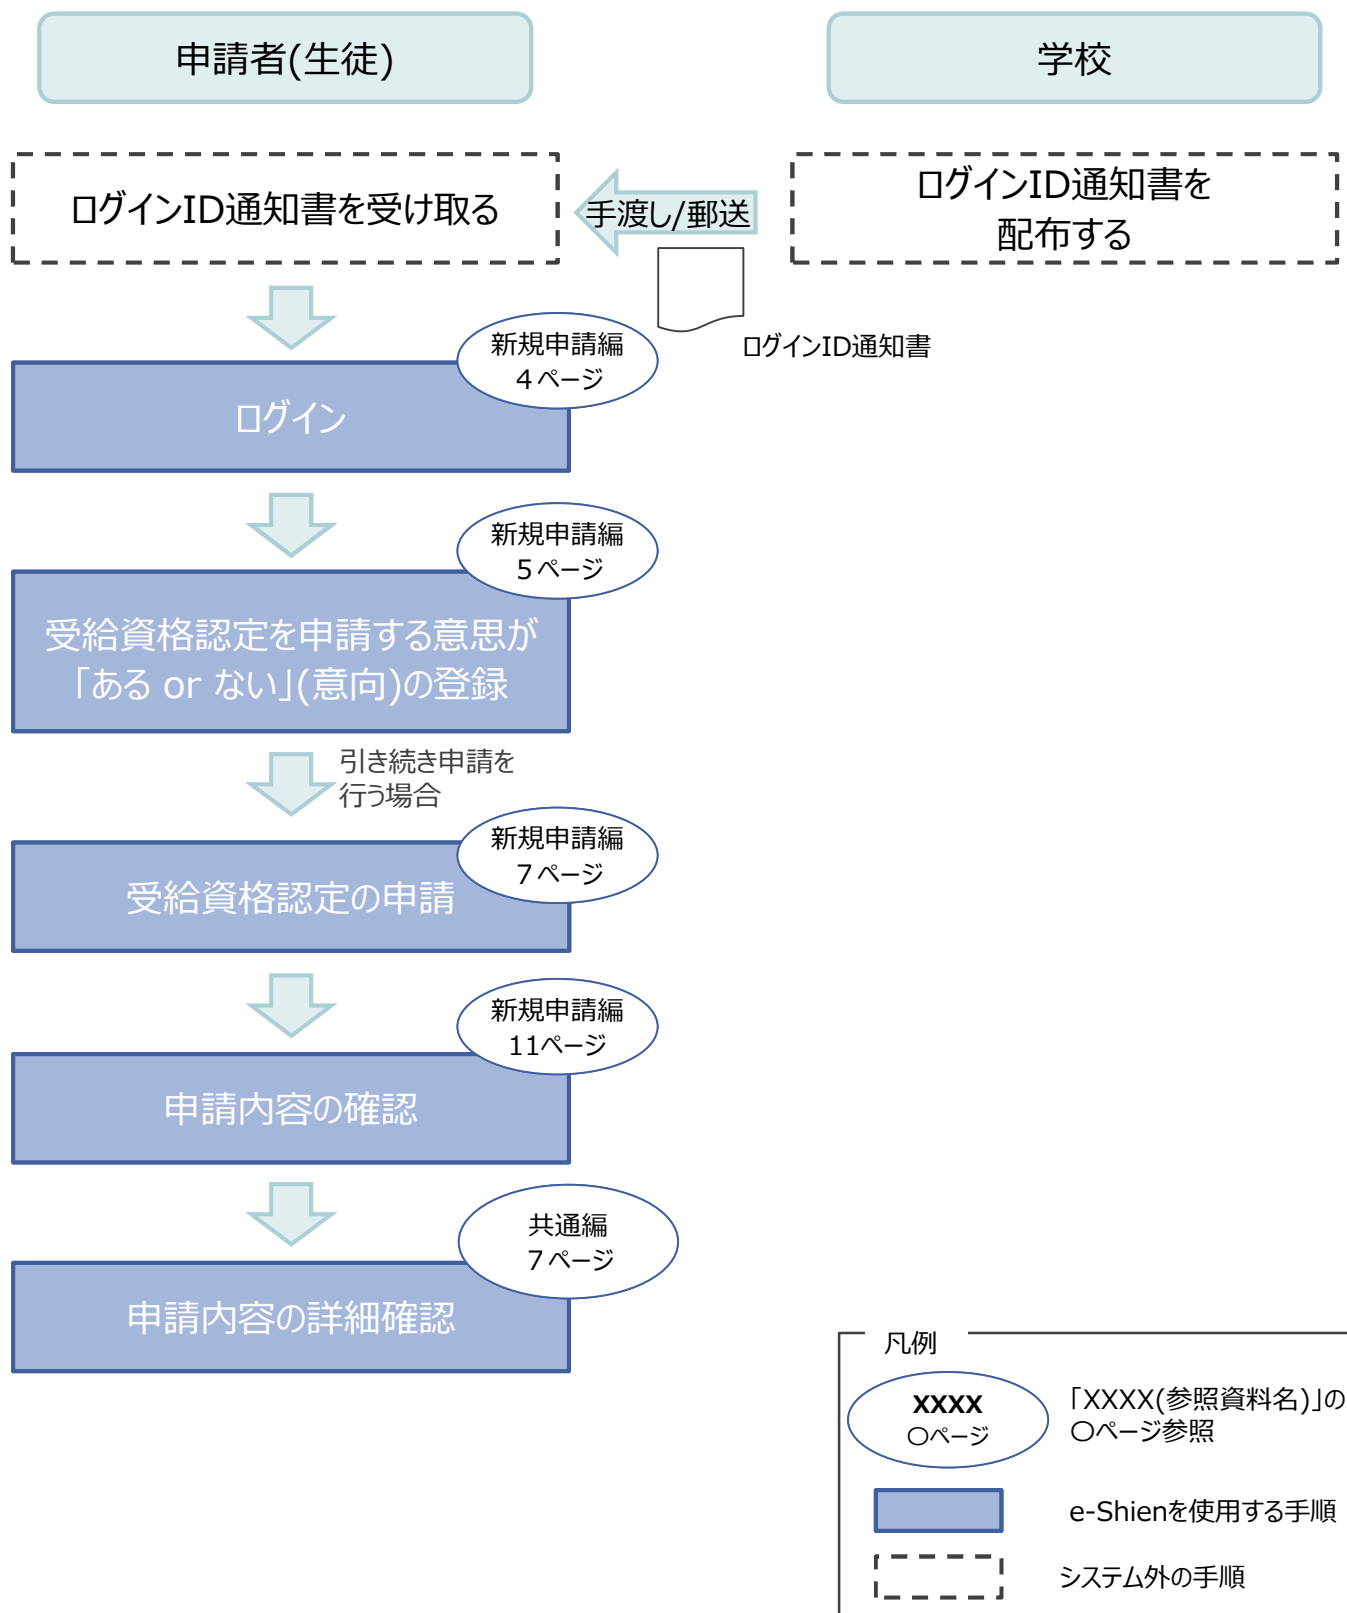 申請者(生徒)
学校
ログインID通知書を受け取る
手渡し/郵送
ログインID通知書を
配布する
ログインID通知書
新規申請編
4ページ
ログイン
新規申請編
5ページ
受給資格認定を申請する意思が
「ある or ない」(意向)の登録
引き続き申請を
行う場合
新規申請編
7ページ
受給資格認定の申請
新規申請編
11ページ
申請内容の確認
共通編
7ページ
申請内容の詳細確認
凡例
XXXX
○ページ
「XXXX(参照資料名)」の
○ページ参照
e-Shienを使用する手順
システム外の手順